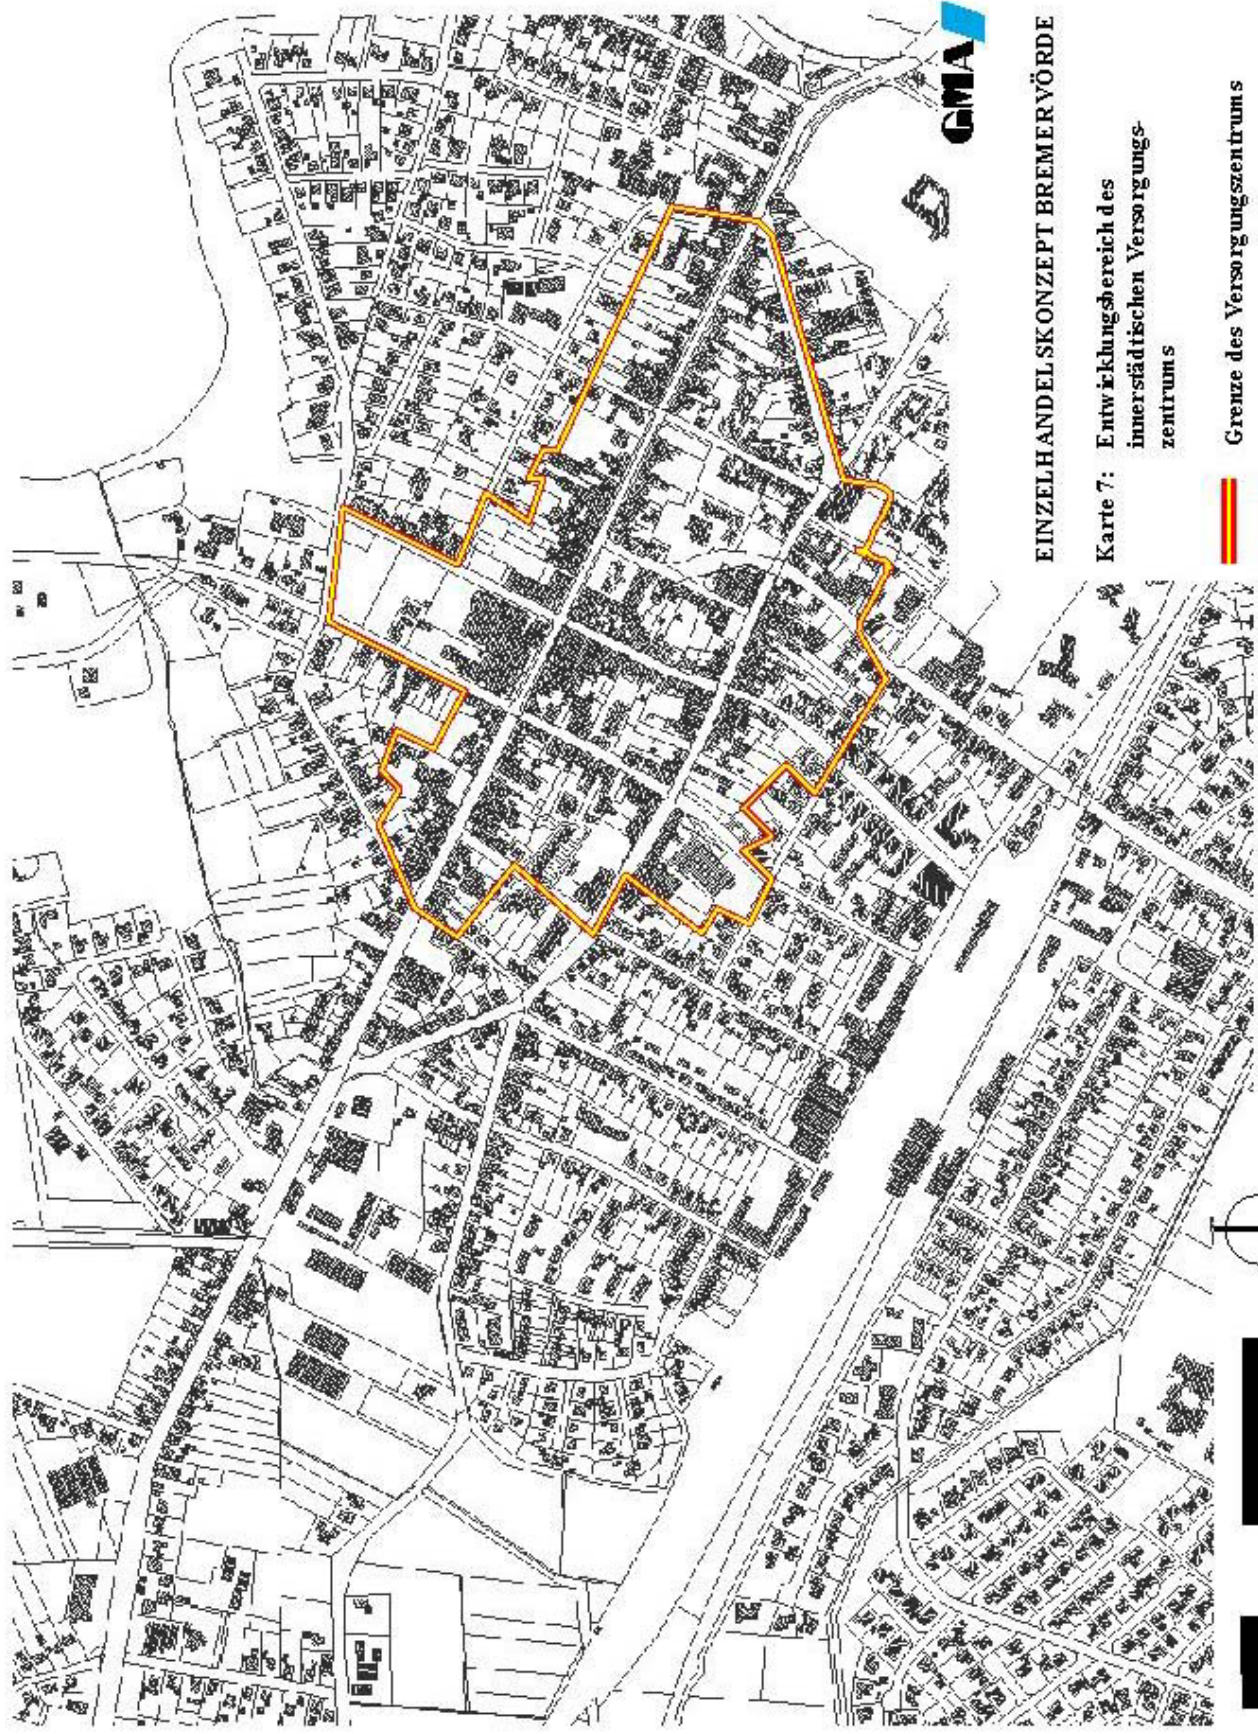 GMA
EINZELHANDELSKONZEPT BREMERVÖRDE
Karte 7: Entwicklungsbereich des
innerstädtischen Versorgungs-
zentrums
Grenze des Versorgungszentrums